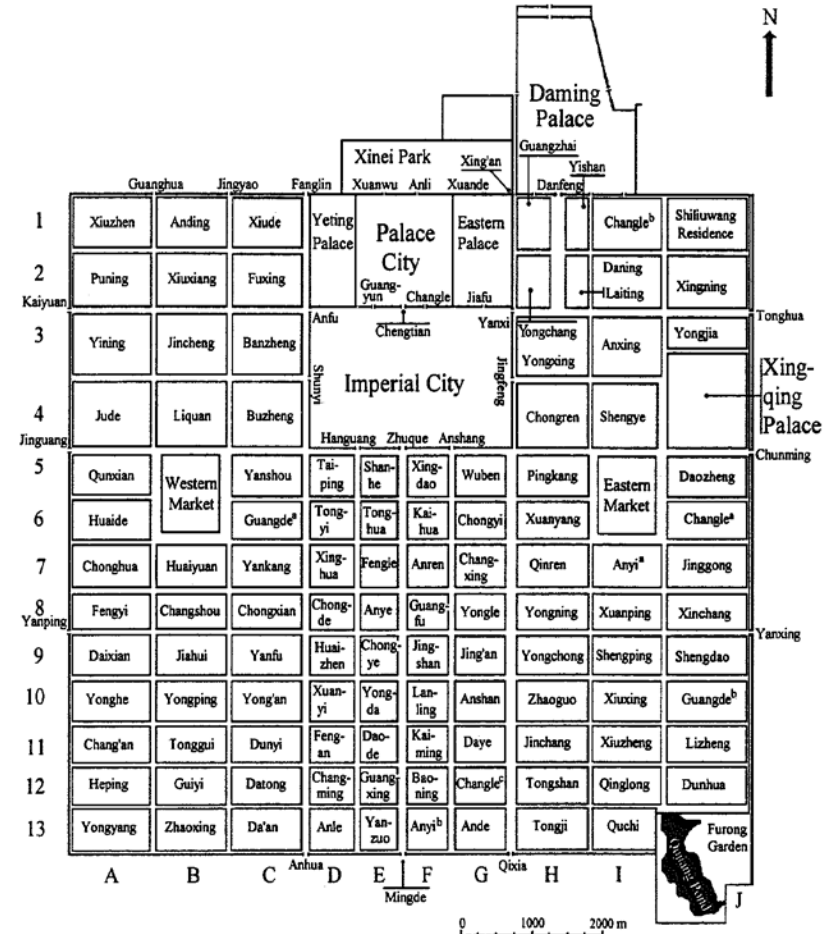 N
Daming
Palace
Guangzhai
Xinei Park
Xing'an
Yishan
Guanghua Jingyao Fanglin Xuanwu Anli Xuande Danfeng
1 Xiuzhen Anding Xiude Yeting Palace Palace City Eastern Palace Changleᵇ Shiliuwang Residence
2 Puning Xiuxiang Fuxing Daning Laiting Xingning
Kaiyuan Guang-yun Changle Jiafu
Anfu Chengtian Yanxi Yongchang Tonghua
3 Yining Jincheng Banzheng Yongxing Anxing Yongjia
Shunyi Imperial City Jingfeng
Xing-
qing
Palace
4 Jude Liquan Buzheng Chongren Shengye
Jinguang Hanguang Zhuque Anshang Chunming
5 Qunxian Western Market Yanshou Tai-ping Shan-he Xing-dao Wuben Pingkang Eastern Market Daozheng
6 Huaide Guangdeᵃ Tong-yi Tong-hua Kai-hua Chongyi Xuanyang Changleᵃ
7 Chonghua Huaiyuan Yankang Xing-hua Fengle Anren Chang-xing Qinren Anyiᵃ Jinggong
8 Fengyi Changshou Chongxian Chong-de Anye Guang-fu Yongle Yongning Xuanping Xinchang
Yanping Yanxing
9 Daixian Jiahui Yanfu Huai-zhen Chong-ye Jing-shan Jing'an Yongchong Shengping Shengdao
10 Yonghe Yongping Yong'an Xuan-yi Yong-da Lan-ling Anshan Zhaoguo Xiuxing Guangdeᵇ
11 Chang'an Tonggui Dunyi Feng-an Dao-de Kai-ming Daye Jinchang Xiuzheng Lizheng
12 Heping Guiyi Datong Chang-ming Guang-xing Bao-ning Changleᶜ Tongshan Qinglong Dunhua
13 Yongyang Zhaoxing Da'an Anle Yan-zuo Anyiᵇ Ande Tongji Quchi Furong Garden
Qujiang Pond
Anhua Qixia
A B C D E F G H I J
Mingde
0 1000 2000 m